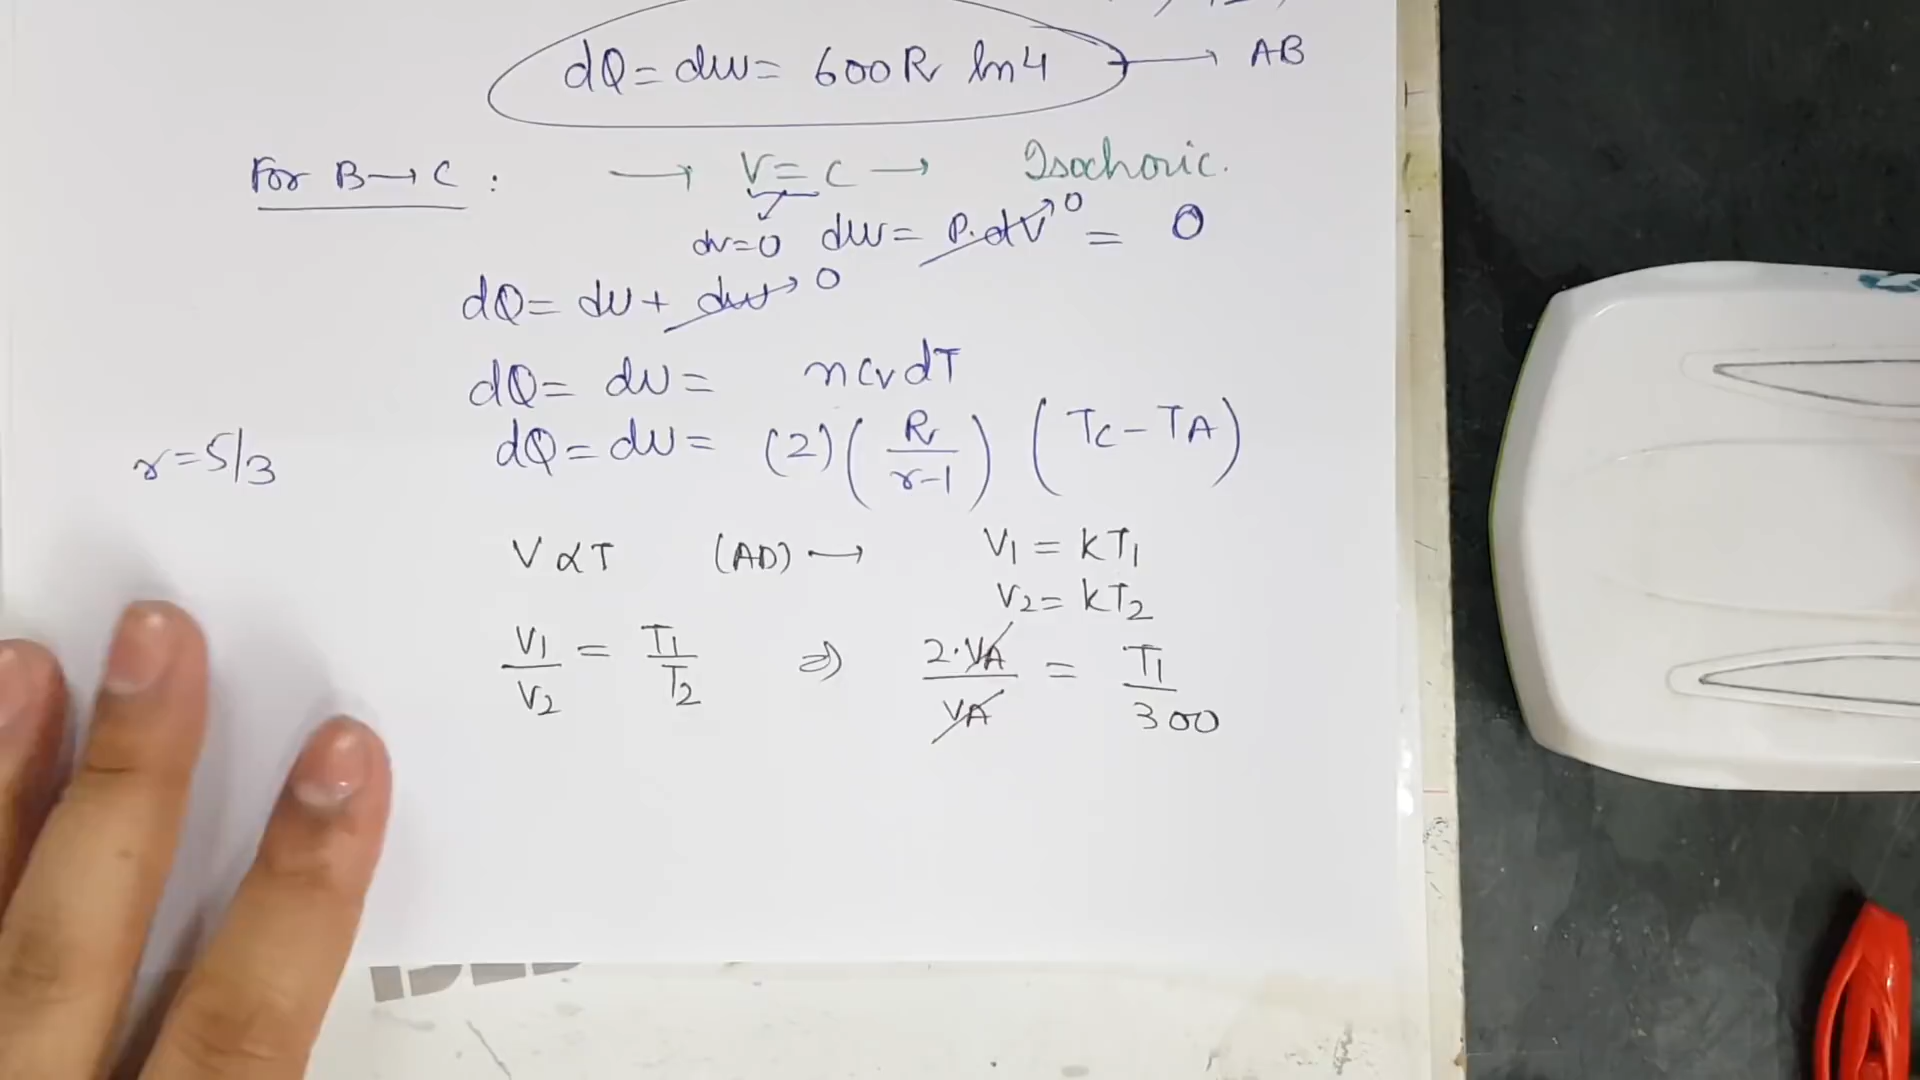 dQ = dw = 600R ln4 → AB
For B→C : → V=C → Isochoric.
dv=0 dw = P.dV→0 = 0
dQ = dU + dw→0
dQ = dU = nCvdT
γ=5/3 dQ = dU = (2)(R/γ-1)(Tc-TA)
V∝T (AD)→ V1 = kT1
V2 = kT2
V1/V2 = T1/T2 ⇒ 2.VA/VA = T1/300